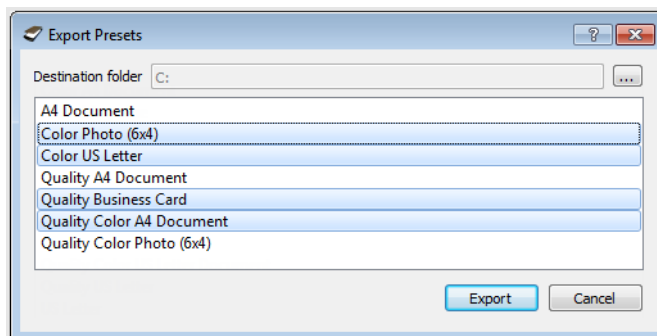 Export Presets
Destination folder C:
...
A4 Document
Color Photo (6x4)
Color US Letter
Quality A4 Document
Quality Business Card
Quality Color A4 Document
Quality Color Photo (6x4)
Export Cancel